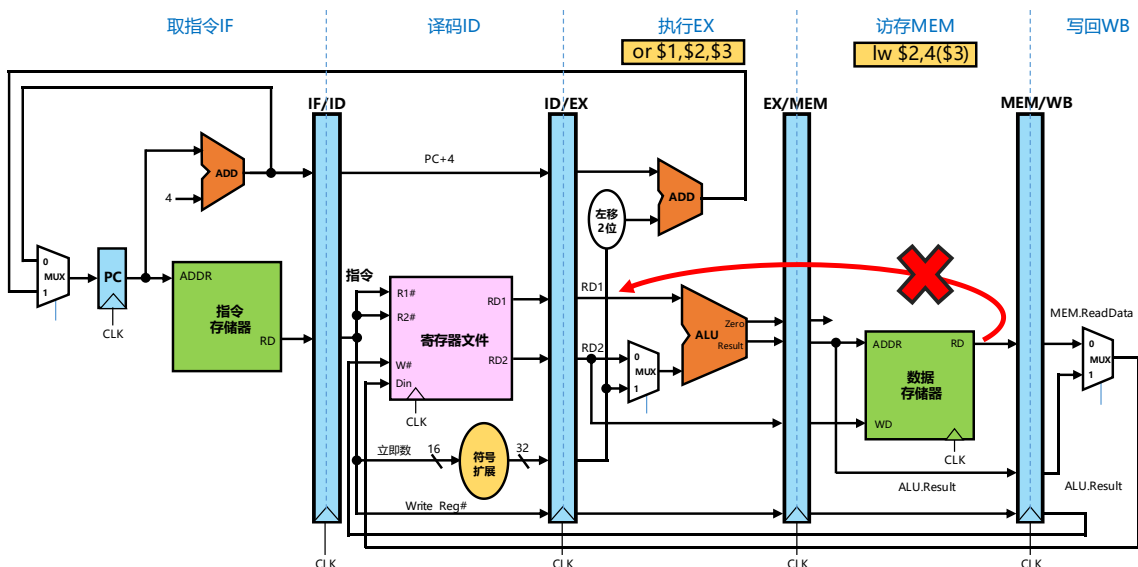 取指令IF
译码ID
执行EX
访存MEM
写回WB
or $1,$2,$3
lw $2,4($3)
IF/ID
ID/EX
EX/MEM
MEM/WB
ADD
4
PC+4
ADD
左移
2位
0
MUX
1
PC
CLK
ADDR
指令
存储器
RD
指令
R1#
R2#
W#
Din
RD1
RD2
寄存器文件
CLK
RD1
RD2
0
MUX
1
ALU
Zero
Result
ADDR
RD
数据
存储器
WD
CLK
MEM.ReadData
0
MUX
1
立即数
16
符号
扩展
32
ALU.Result
ALU.Result
Write Reg#
CLK
CLK
CLK
CLK